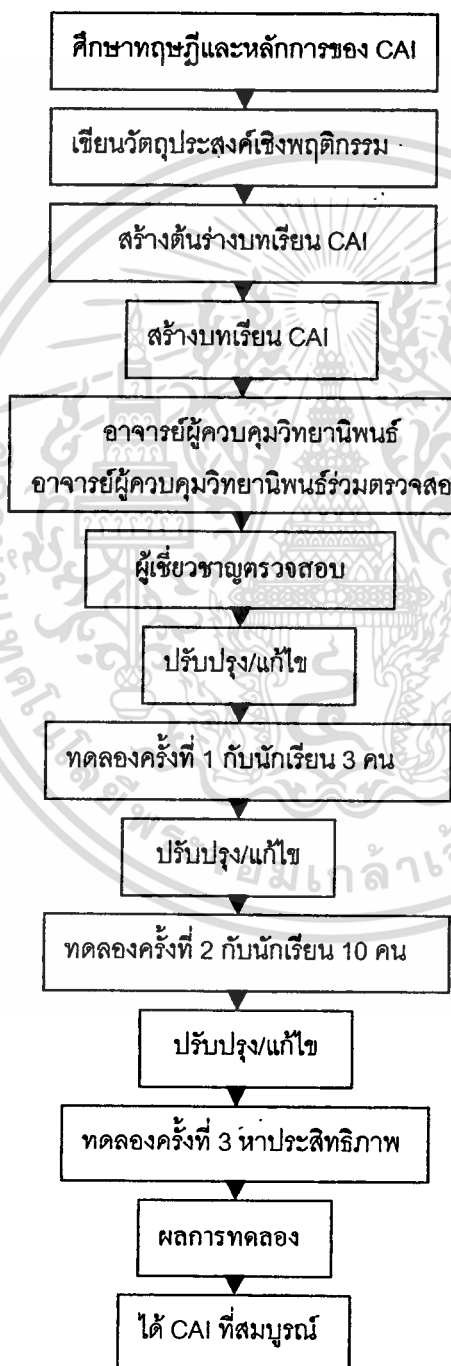 ศึกษาทฤษฎีและหลักการของ CAI
เขียนวัตถุประสงค์เชิงพฤติกรรม
สร้างต้นร่างบทเรียน CAI
สร้างบทเรียน CAI
อาจารย์ผู้ควบคุมวิทยานิพนธ์
อาจารย์ผู้ควบคุมวิทยานิพนธ์ร่วมตรวจสอ
ผู้เชี่ยวชาญตรวจสอบ
ปรับปรุง/แก้ไข
ทดลองครั้งที่ 1 กับนักเรียน 3 คน
ปรับปรุง/แก้ไข
ทดลองครั้งที่ 2 กับนักเรียน 10 คน
ปรับปรุง/แก้ไข
ทดลองครั้งที่ 3 หาประสิทธิภาพ
ผลการทดลอง
ได้ CAI ที่สมบูรณ์